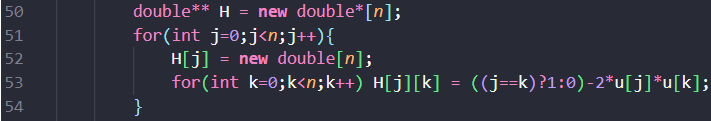 50 double** H = new double*[n];
51 for(int j=0;j<n;j++){
52 H[j] = new double[n];
53 for(int k=0;k<n;k++) H[j][k] = ((j==k)?1:0)-2*u[j]*u[k];
54 }